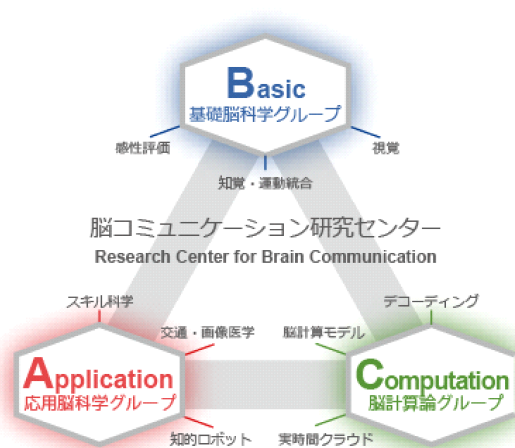 Basic
基礎脳科学グループ
感性評価
視覚
知覚・運動統合
脳コミュニケーション研究センター
Research Center for Brain Communication
スキル科学
デコーディング
交通・画像医学
脳計算モデル
Application
応用脳科学グループ
Computation
脳計算論グループ
知的ロボット
実時間クラウド